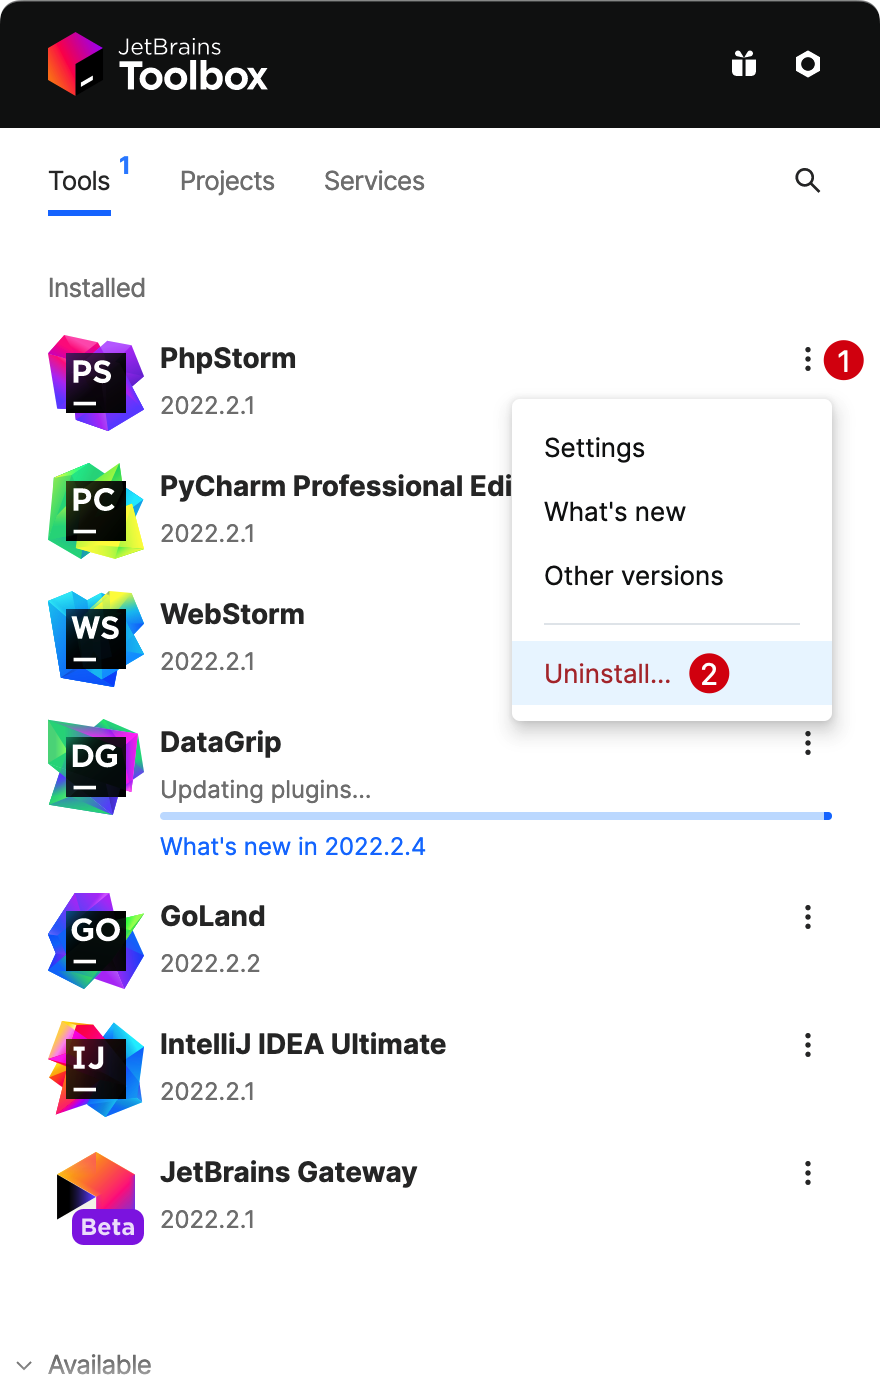 JetBrains
Toolbox
Tools 1 Projects Services
Installed
PS
PhpStorm
1
2022.2.1
Settings
PC
PyCharm Professional Edi
What's new
2022.2.1
Other versions
WS
WebStorm
2022.2.1
Uninstall... 2
DG
DataGrip
Updating plugins...
What's new in 2022.2.4
GO
GoLand
2022.2.2
IJ
IntelliJ IDEA Ultimate
2022.2.1
JetBrains Gateway
Beta
2022.2.1
Available